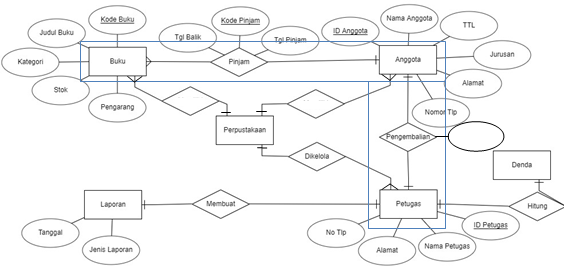 Kode Buku
Kode Pinjam
Nama Anggota
Judul Buku
Tgl Balik
Tgl Pinjam
ID Anggota
TTL
Kategori
Buku
Pinjam
Anggota
Jurusan
Stok
Pengarang
Alamat
Nomor Tlp
Perpustakaan
Pengembalian
Dikelola
Denda
Laporan
Membuat
Petugas
Hitung
Tanggal
Jenis Laporan
No Tlp
Alamat
Nama Petugas
ID Petugas